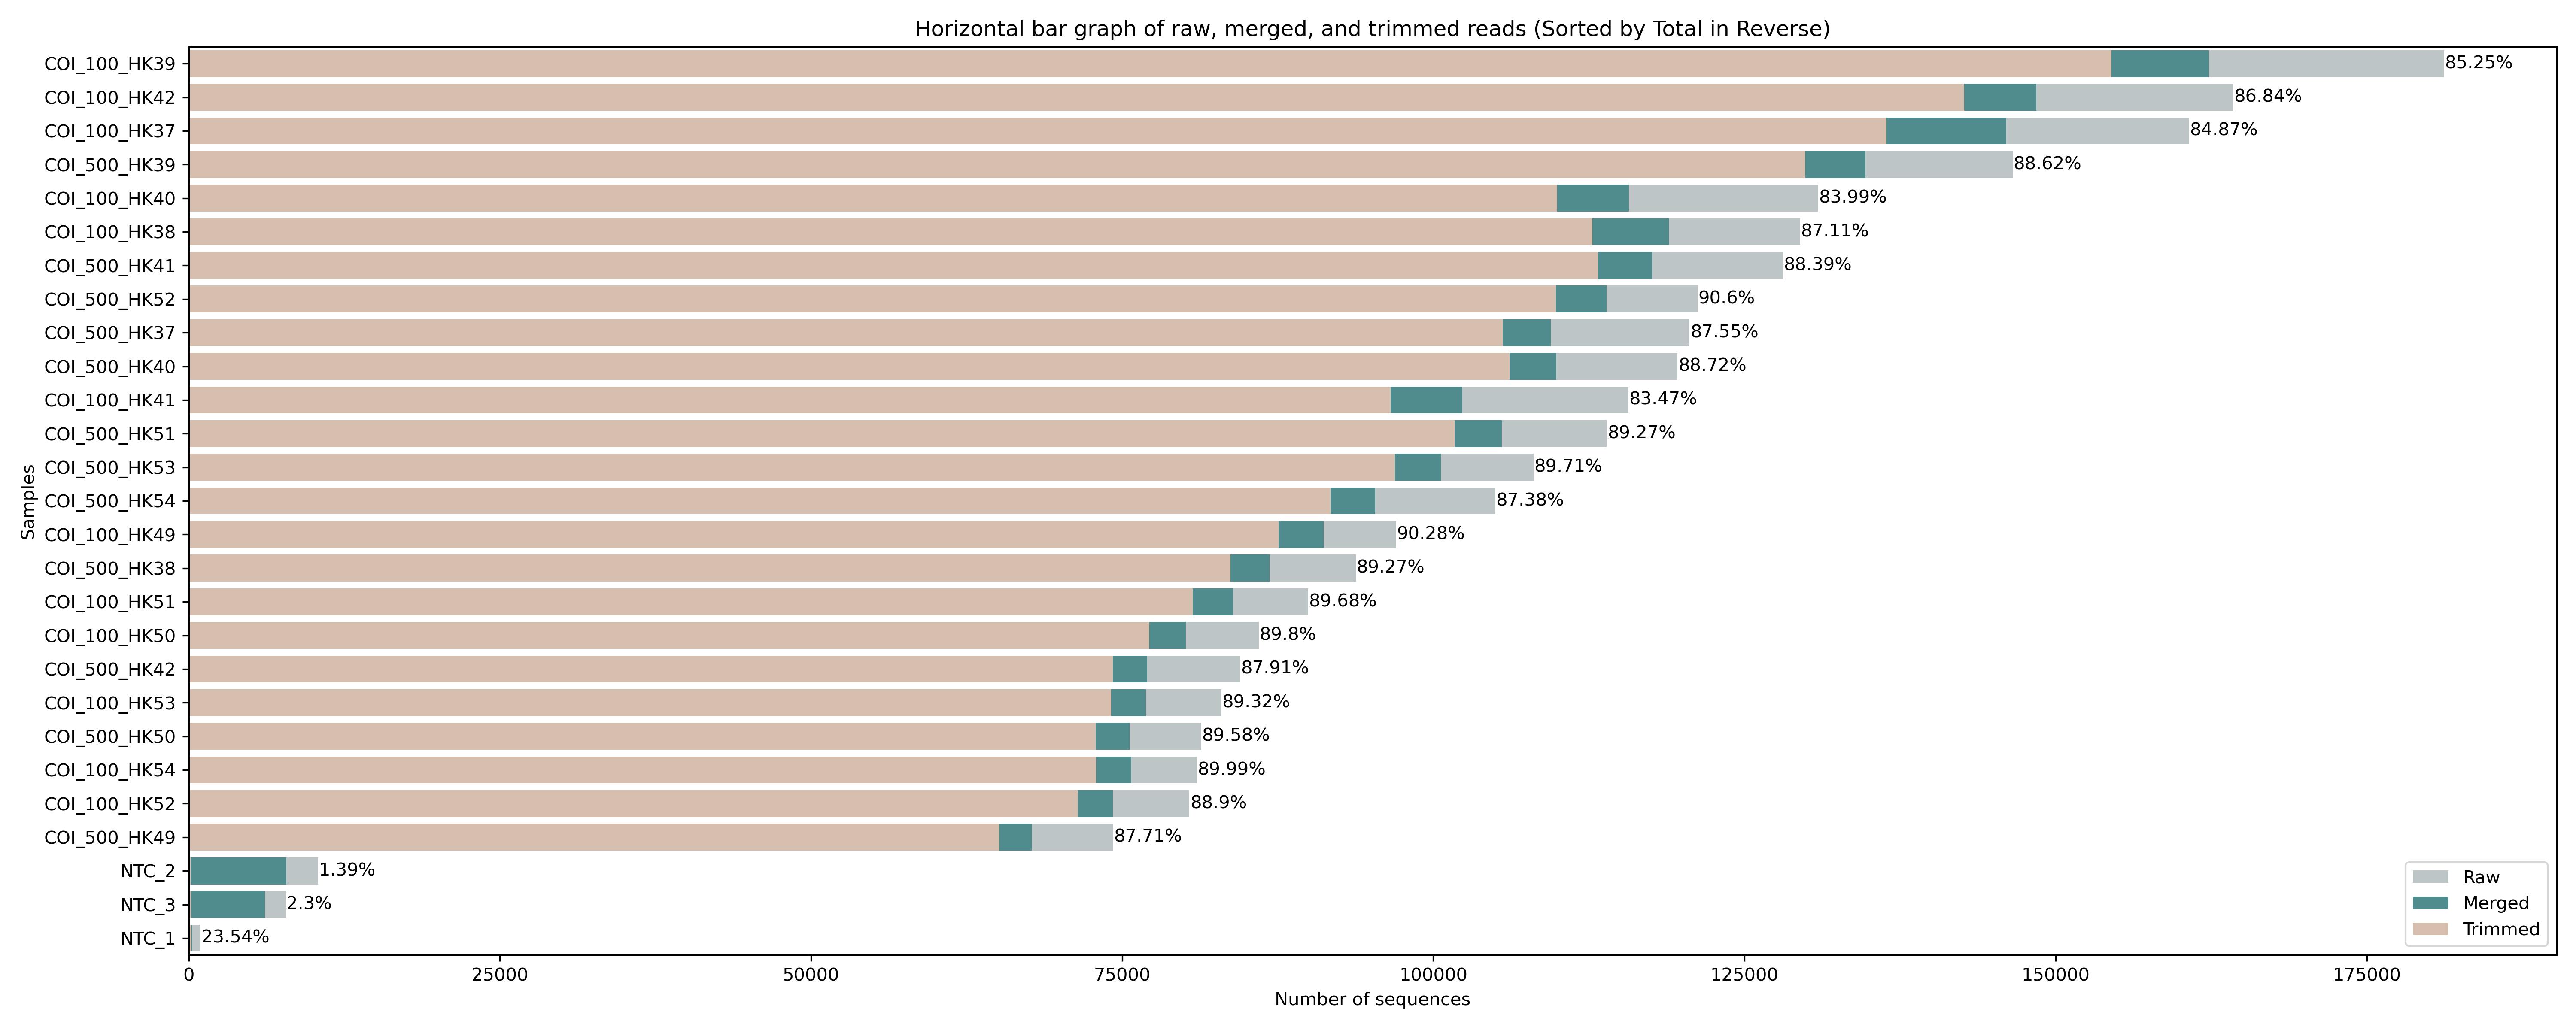 Horizontal bar graph of raw, merged, and trimmed reads (Sorted by Total in Reverse)
COI_100_HK39 85.25%
COI_100_HK42 86.84%
COI_100_HK37 84.87%
COI_500_HK39 88.62%
COI_100_HK40 83.99%
COI_100_HK38 87.11%
COI_500_HK41 88.39%
COI_500_HK52 90.6%
COI_500_HK37 87.55%
COI_500_HK40 88.72%
COI_100_HK41 83.47%
COI_500_HK51 89.27%
COI_500_HK53 89.71%
COI_500_HK54 87.38%
COI_100_HK49 90.28%
COI_500_HK38 89.27%
COI_100_HK51 89.68%
COI_100_HK50 89.8%
COI_500_HK42 87.91%
COI_100_HK53 89.32%
COI_500_HK50 89.58%
COI_100_HK54 89.99%
COI_100_HK52 88.9%
COI_500_HK49 87.71%
NTC_2 1.39%
NTC_3 2.3%
NTC_1 23.54%
Samples
Raw
Merged
Trimmed
0 25000 50000 75000 100000 125000 150000 175000
Number of sequences